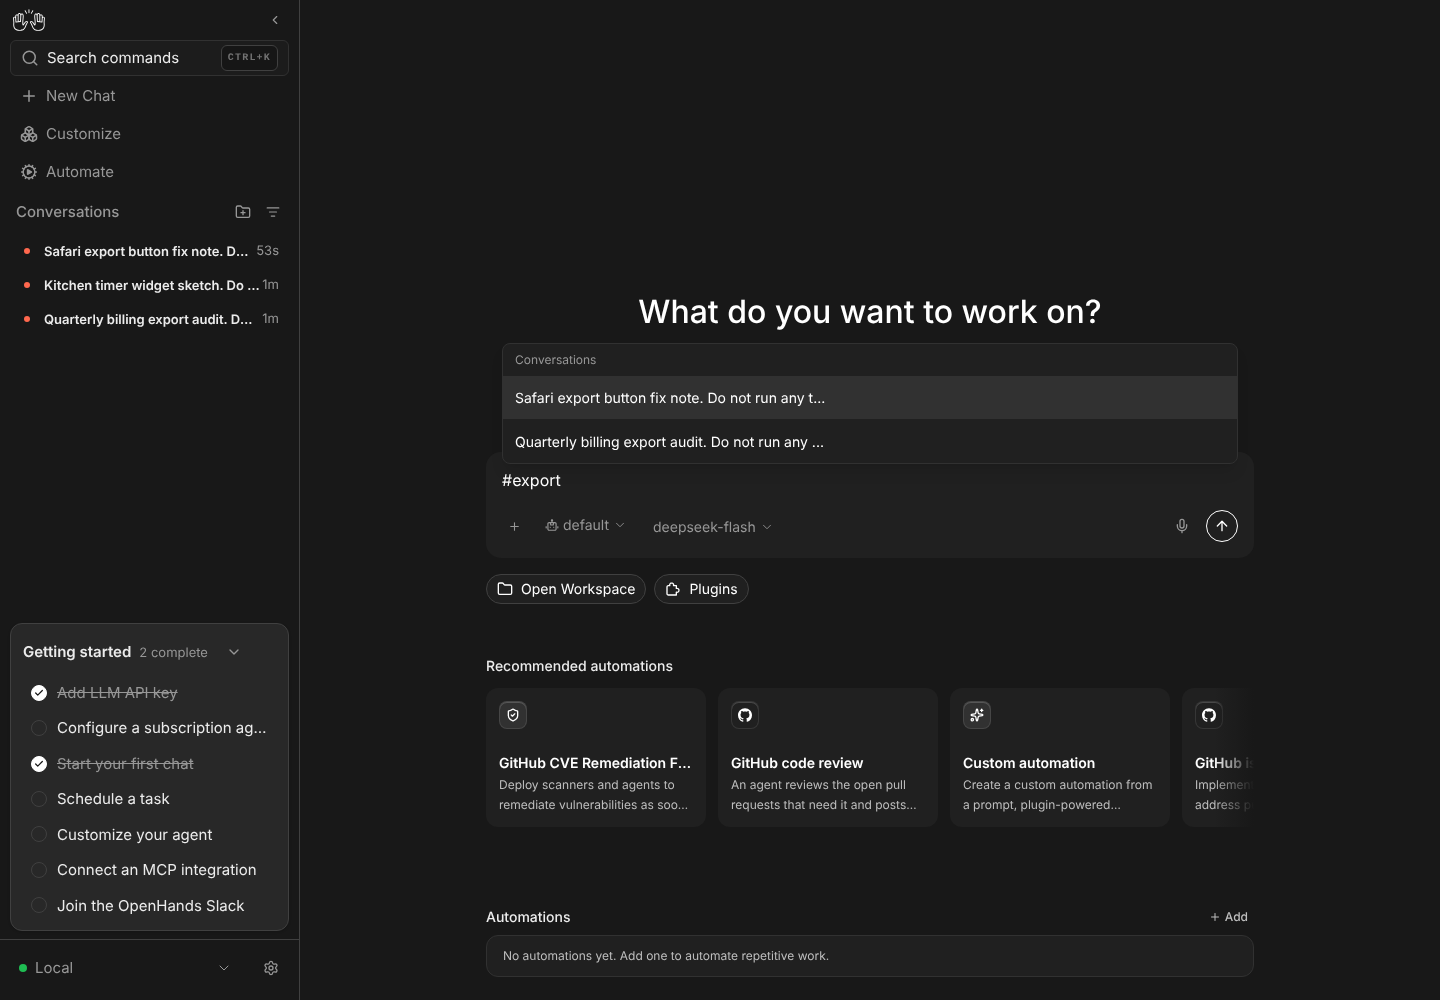 Search commands
CTRL+K
New Chat
Customize
Automate
Conversations
Safari export button fix note. D...
53s
Kitchen timer widget sketch. Do ...
1m
Quarterly billing export audit. D...
1m
Getting started
2 complete
Add LLM API key
Configure a subscription ag...
Start your first chat
Schedule a task
Customize your agent
Connect an MCP integration
Join the OpenHands Slack
Local
What do you want to work on?
Conversations
Safari export button fix note. Do not run any t...
Quarterly billing export audit. Do not run any ...
#export
default
deepseek-flash
Open Workspace
Plugins
Recommended automations
GitHub CVE Remediation F...
Deploy scanners and agents to
remediate vulnerabilities as soo...
GitHub code review
An agent reviews the open pull
requests that need it and posts...
Custom automation
Create a custom automation from
a prompt, plugin-powered...
GitHub
address
Automations
Add
No automations yet. Add one to automate repetitive work.